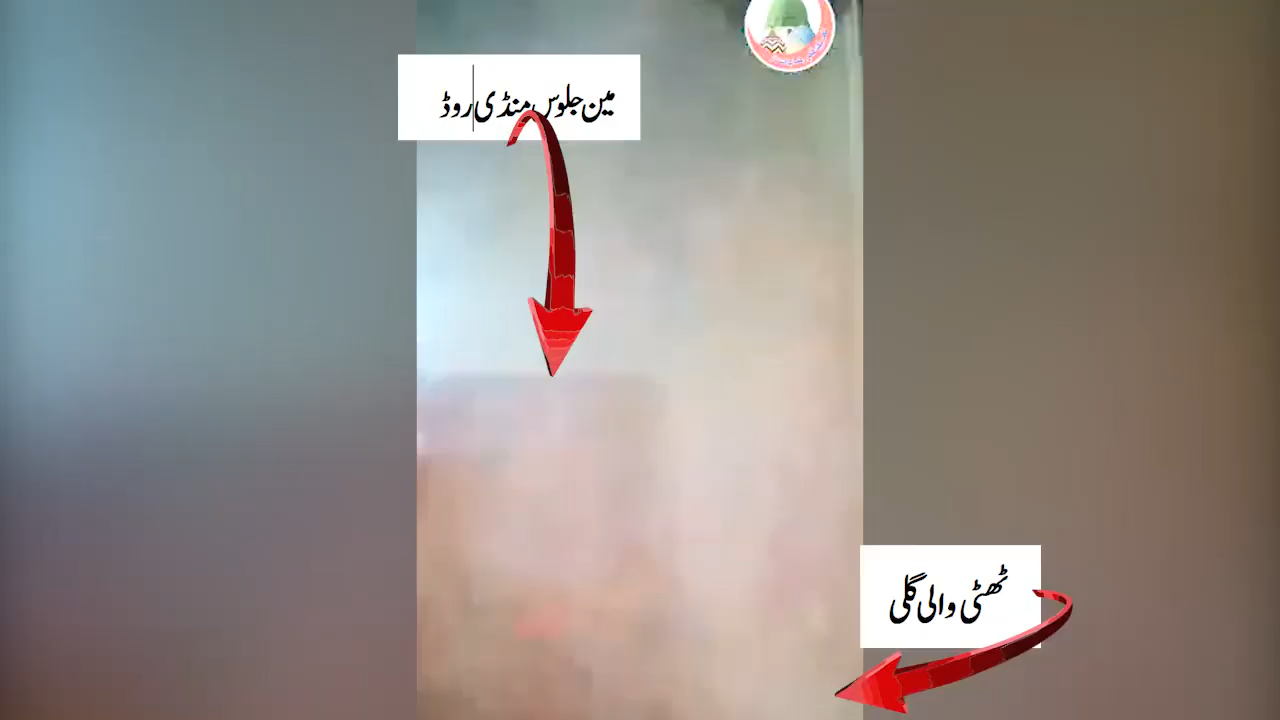 مین جلوس منڈی روڈ
ٹھٹی والی گلی